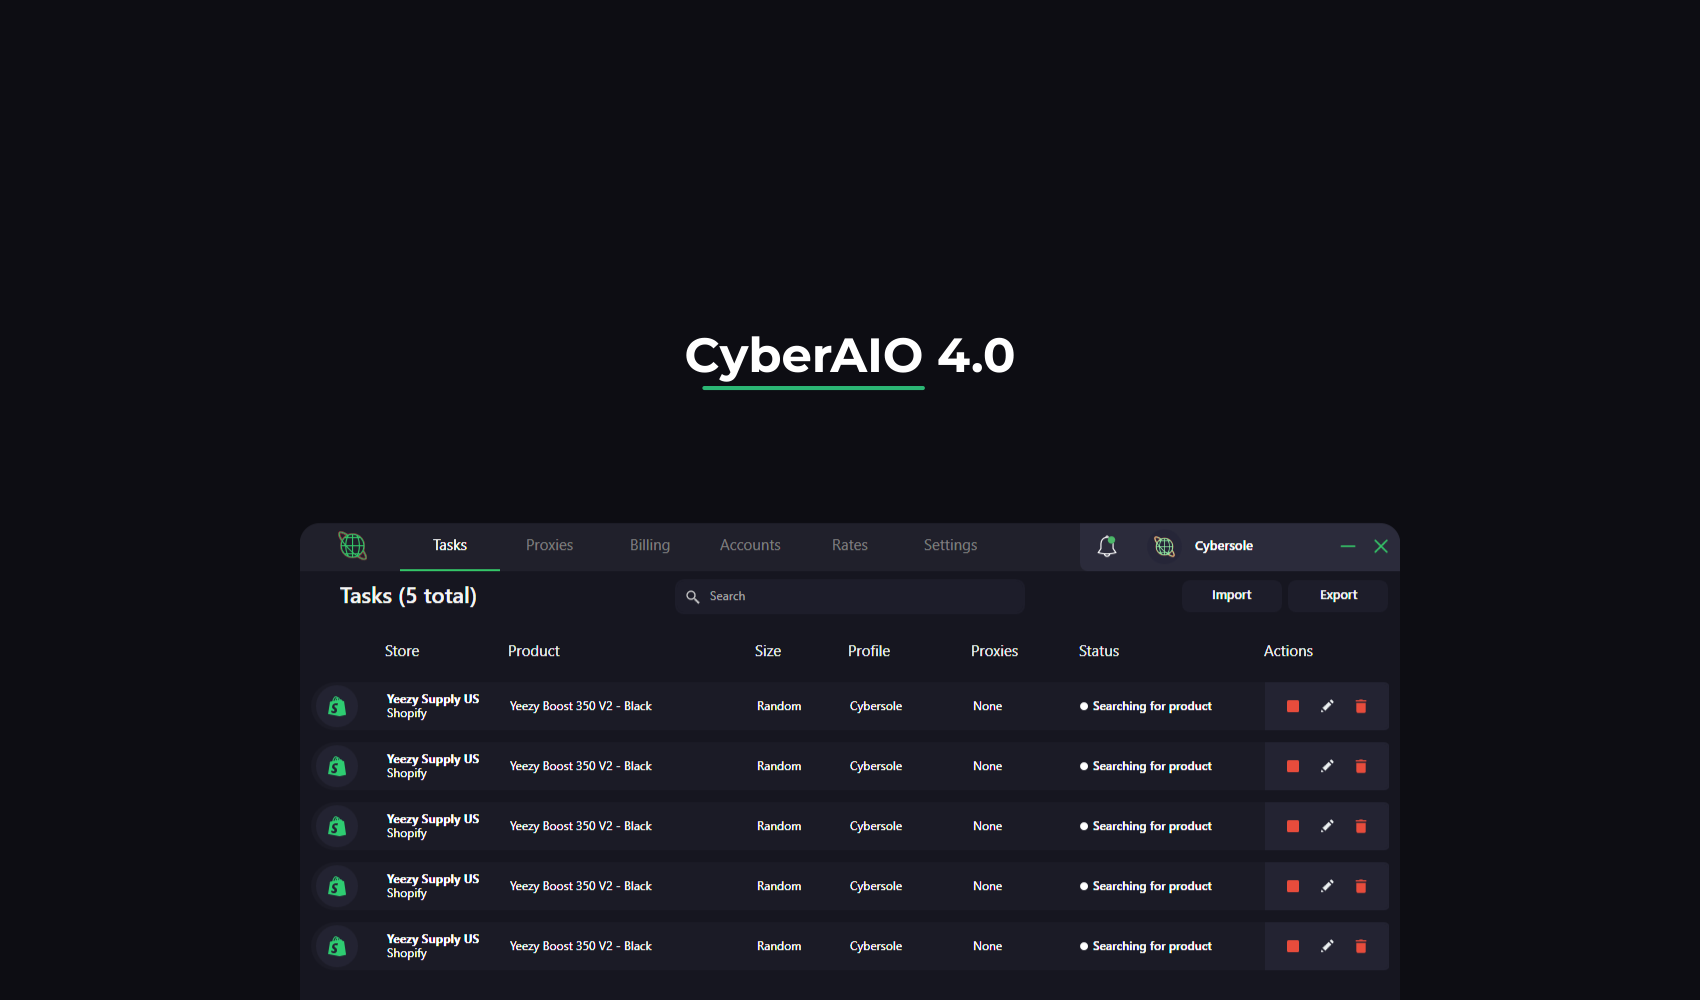 CyberAIO 4.0
Tasks Proxies Billing Accounts Rates Settings Cybersole
Tasks (5 total) Search Import Export
Store Product Size Profile Proxies Status Actions
Yeezy Supply US
Shopify
Yeezy Boost 350 V2 - Black Random Cybersole None Searching for product
Yeezy Supply US
Shopify
Yeezy Boost 350 V2 - Black Random Cybersole None Searching for product
Yeezy Supply US
Shopify
Yeezy Boost 350 V2 - Black Random Cybersole None Searching for product
Yeezy Supply US
Shopify
Yeezy Boost 350 V2 - Black Random Cybersole None Searching for product
Yeezy Supply US
Shopify
Yeezy Boost 350 V2 - Black Random Cybersole None Searching for product